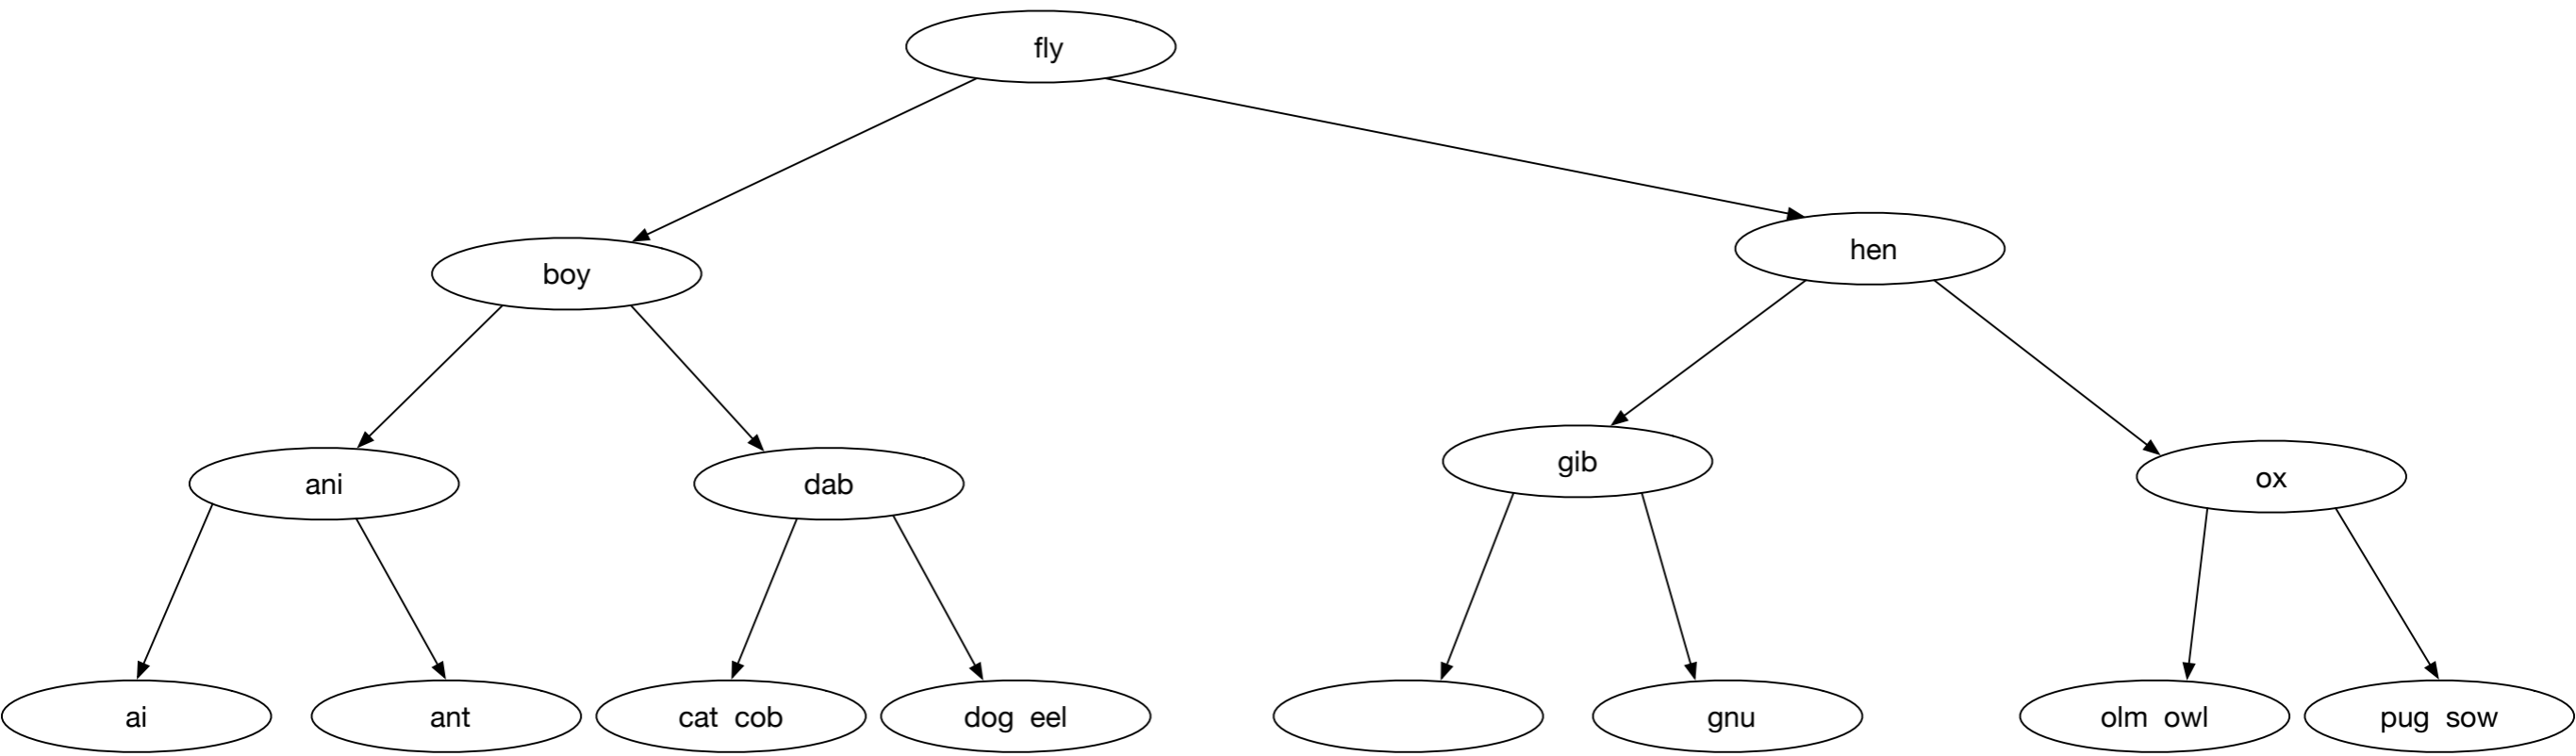 fly
boy
hen
ani
dab
gib
ox
ai
ant
cat cob
dog eel
gnu
olm owl
pug sow